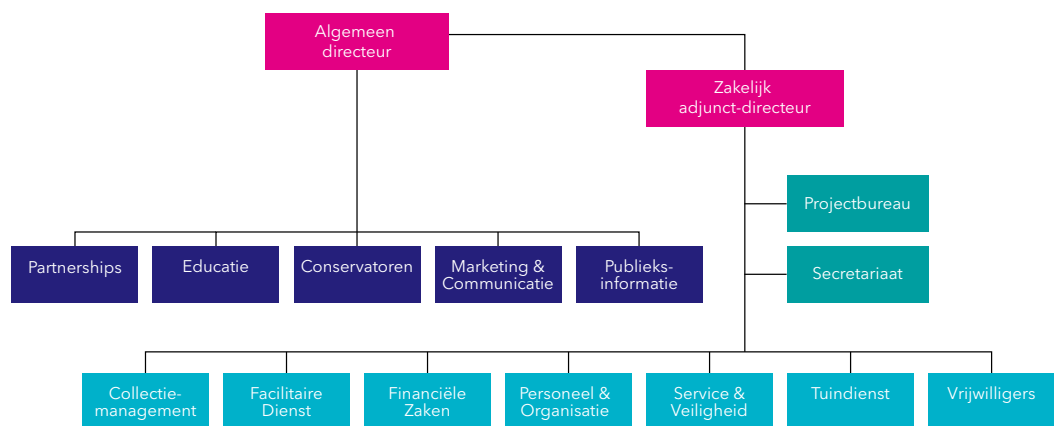 Algemeen
directeur
Zakelijk
adjunct-directeur
Projectbureau
Partnerships
Educatie
Conservatoren
Marketing &
Communicatie
Publieks-
informatie
Secretariaat
Collectie-
management
Facilitaire
Dienst
Financiële
Zaken
Personeel &
Organisatie
Service &
Veiligheid
Tuindienst
Vrijwilligers